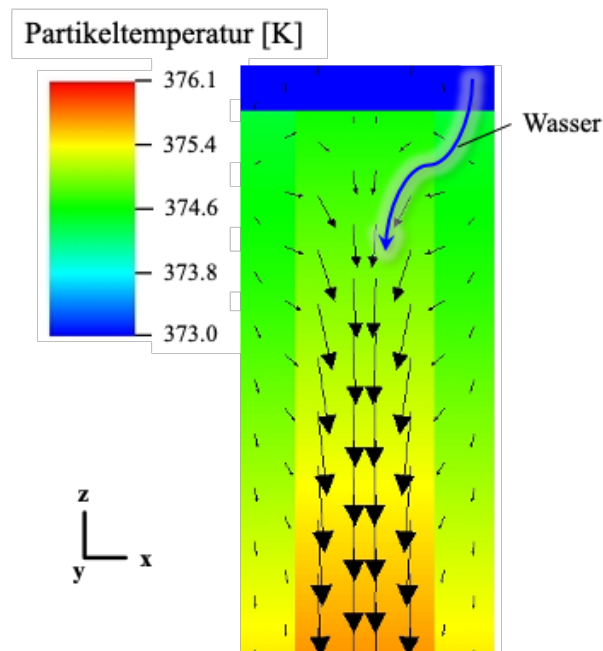 Partikeltemperatur [K]
376.1
375.4
374.6
373.8
373.0
Wasser
z
x
y